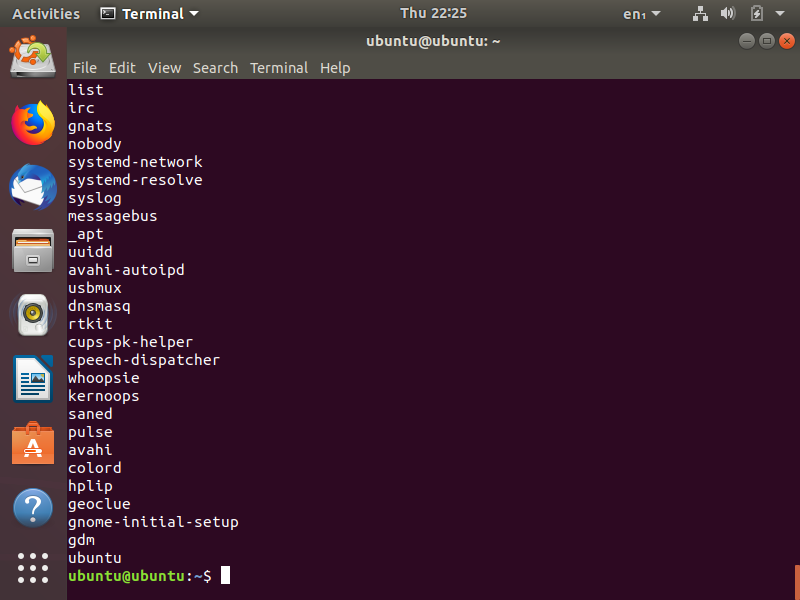 Activities Terminal Thu 22:25 en₁
ubuntu@ubuntu: ~
File Edit View Search Terminal Help
list
irc
gnats
nobody
systemd-network
systemd-resolve
syslog
messagebus
_apt
uuidd
avahi-autoipd
usbmux
dnsmasq
rtkit
cups-pk-helper
speech-dispatcher
whoopsie
kernoops
saned
pulse
avahi
colord
hplip
geoclue
gnome-initial-setup
gdm
ubuntu
ubuntu@ubuntu:~$